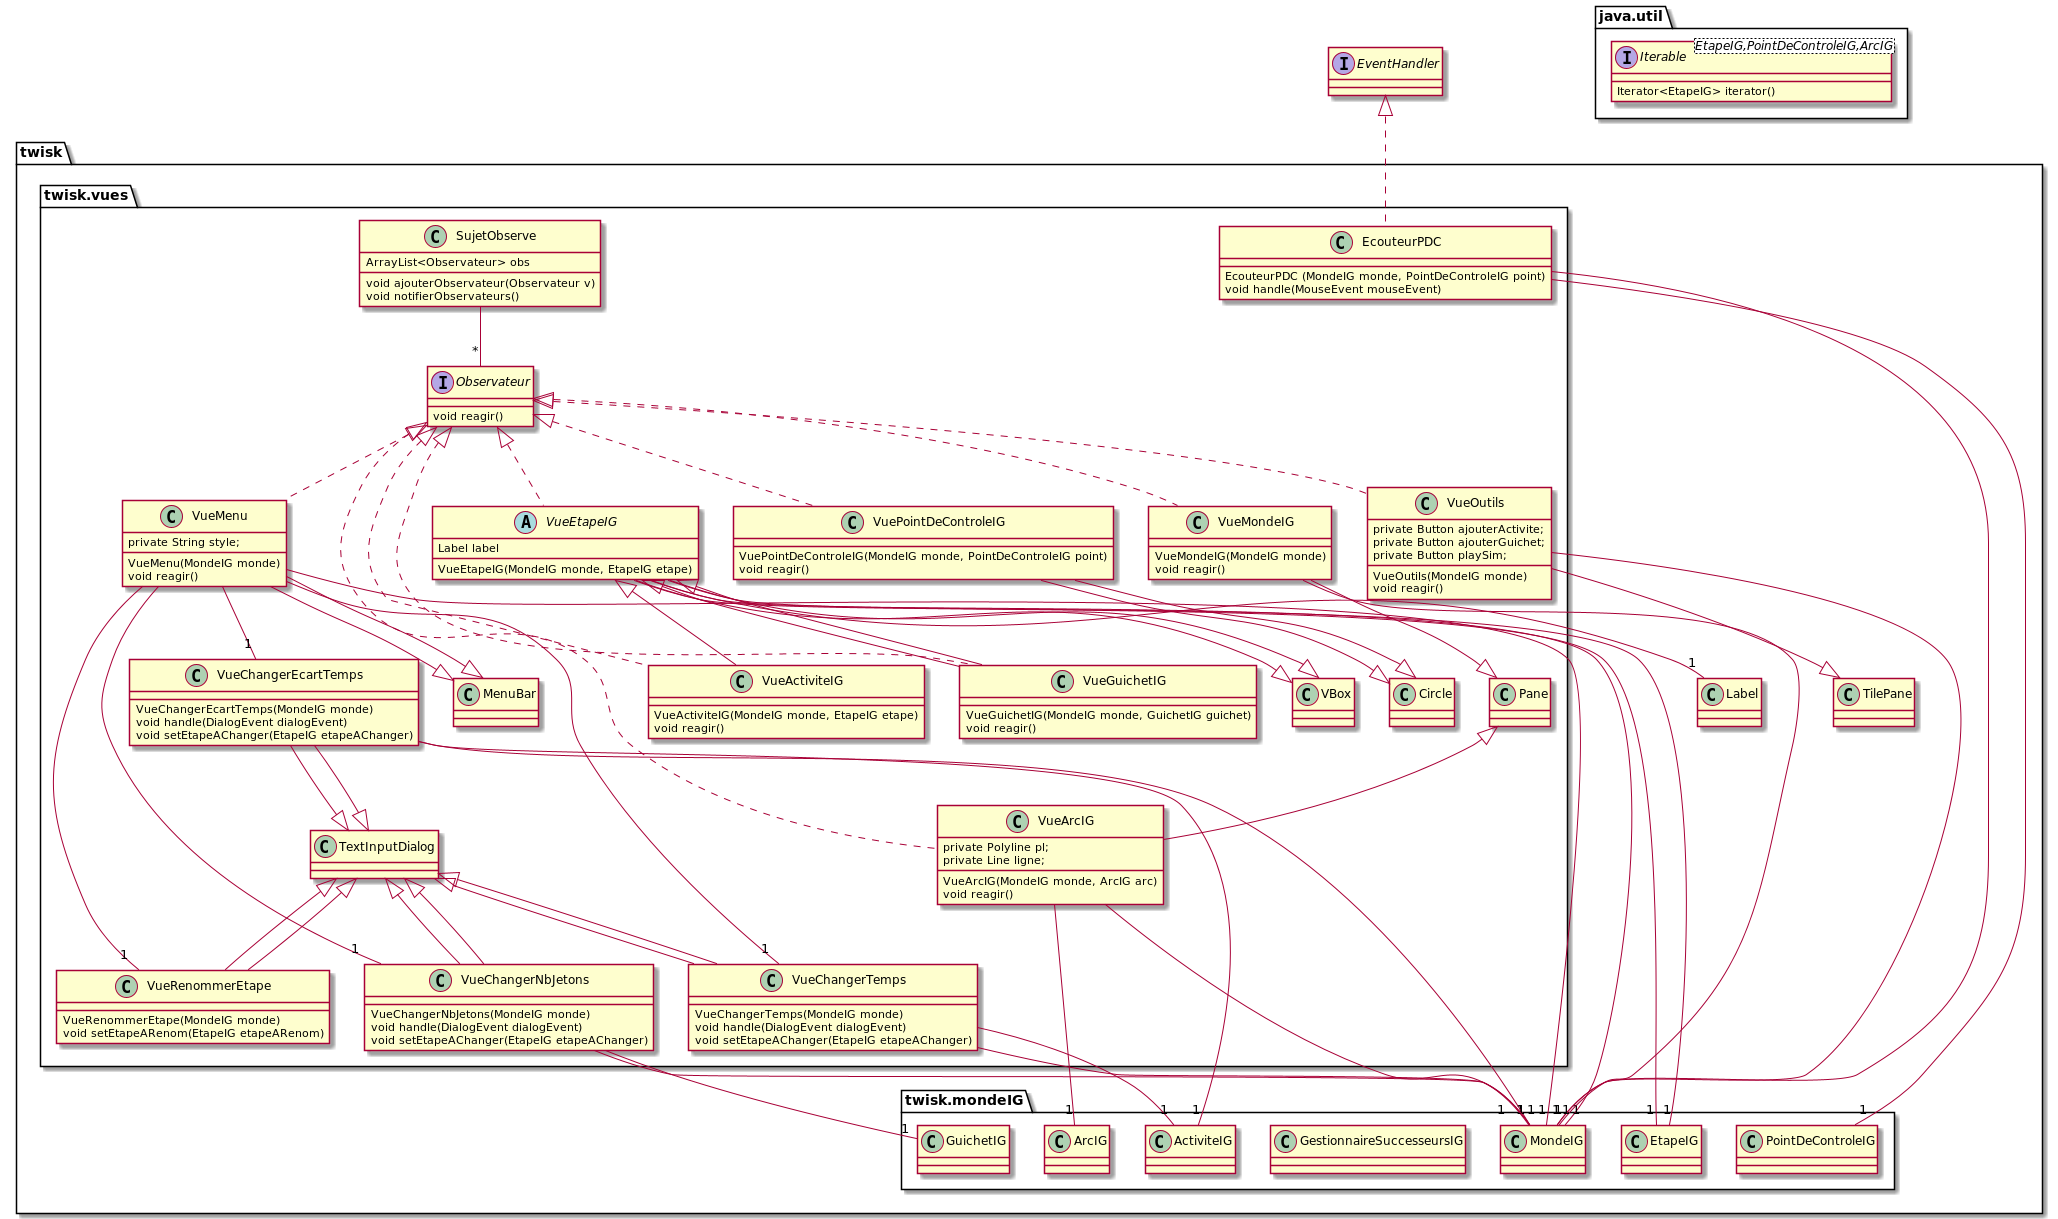 java.util
EtapeIG,PointDeControleIG,ArcIG
I Iterable
Iterator<EtapeIG> iterator()
I EventHandler
twisk
twisk.vues
C SujetObserve
ArrayList<Observateur> obs
void ajouterObservateur(Observateur v)
void notifierObservateurs()
C EcouteurPDC
EcouteurPDC (MondeIG monde, PointDeControleIG point)
void handle(MouseEvent mouseEvent)
*
I Observateur
void reagir()
C VueMenu
private String style;
VueMenu(MondeIG monde)
void reagir()
A VueEtapeIG
Label label
VueEtapeIG(MondeIG monde, EtapeIG etape)
C VuePointDeControleIG
VuePointDeControleIG(MondeIG monde, PointDeControleIG point)
void reagir()
C VueMondeIG
VueMondeIG(MondeIG monde)
void reagir()
C VueOutils
private Button ajouterActivite;
private Button ajouterGuichet;
private Button playSim;
VueOutils(MondeIG monde)
void reagir()
1
1
C VueChangerEcartTemps
VueChangerEcartTemps(MondeIG monde)
void handle(DialogEvent dialogEvent)
void setEtapeAChanger(EtapeIG etapeAChanger)
C MenuBar
C VueActiviteIG
VueActiviteIG(MondeIG monde, EtapeIG etape)
void reagir()
C VueGuichetIG
VueGuichetIG(MondeIG monde, GuichetIG guichet)
void reagir()
C VBox
C Circle
C Pane
C Label
C TilePane
C TextInputDialog
C VueArcIG
private Polyline pl;
private Line ligne;
VueArcIG(MondeIG monde, ArcIG arc)
void reagir()
1
1
1
C VueRenommerEtape
VueRenommerEtape(MondeIG monde)
void setEtapeARenom(EtapeIG etapeARenom)
C VueChangerNbJetons
VueChangerNbJetons(MondeIG monde)
void handle(DialogEvent dialogEvent)
void setEtapeAChanger(EtapeIG etapeAChanger)
C VueChangerTemps
VueChangerTemps(MondeIG monde)
void handle(DialogEvent dialogEvent)
void setEtapeAChanger(EtapeIG etapeAChanger)
twisk.mondeIG
1
1
1
1
1
1
1
1
1
C GuichetIG
C ArcIG
C ActiviteIG
C GestionnaireSuccesseursIG
C MondeIG
C EtapeIG
C PointDeControleIG